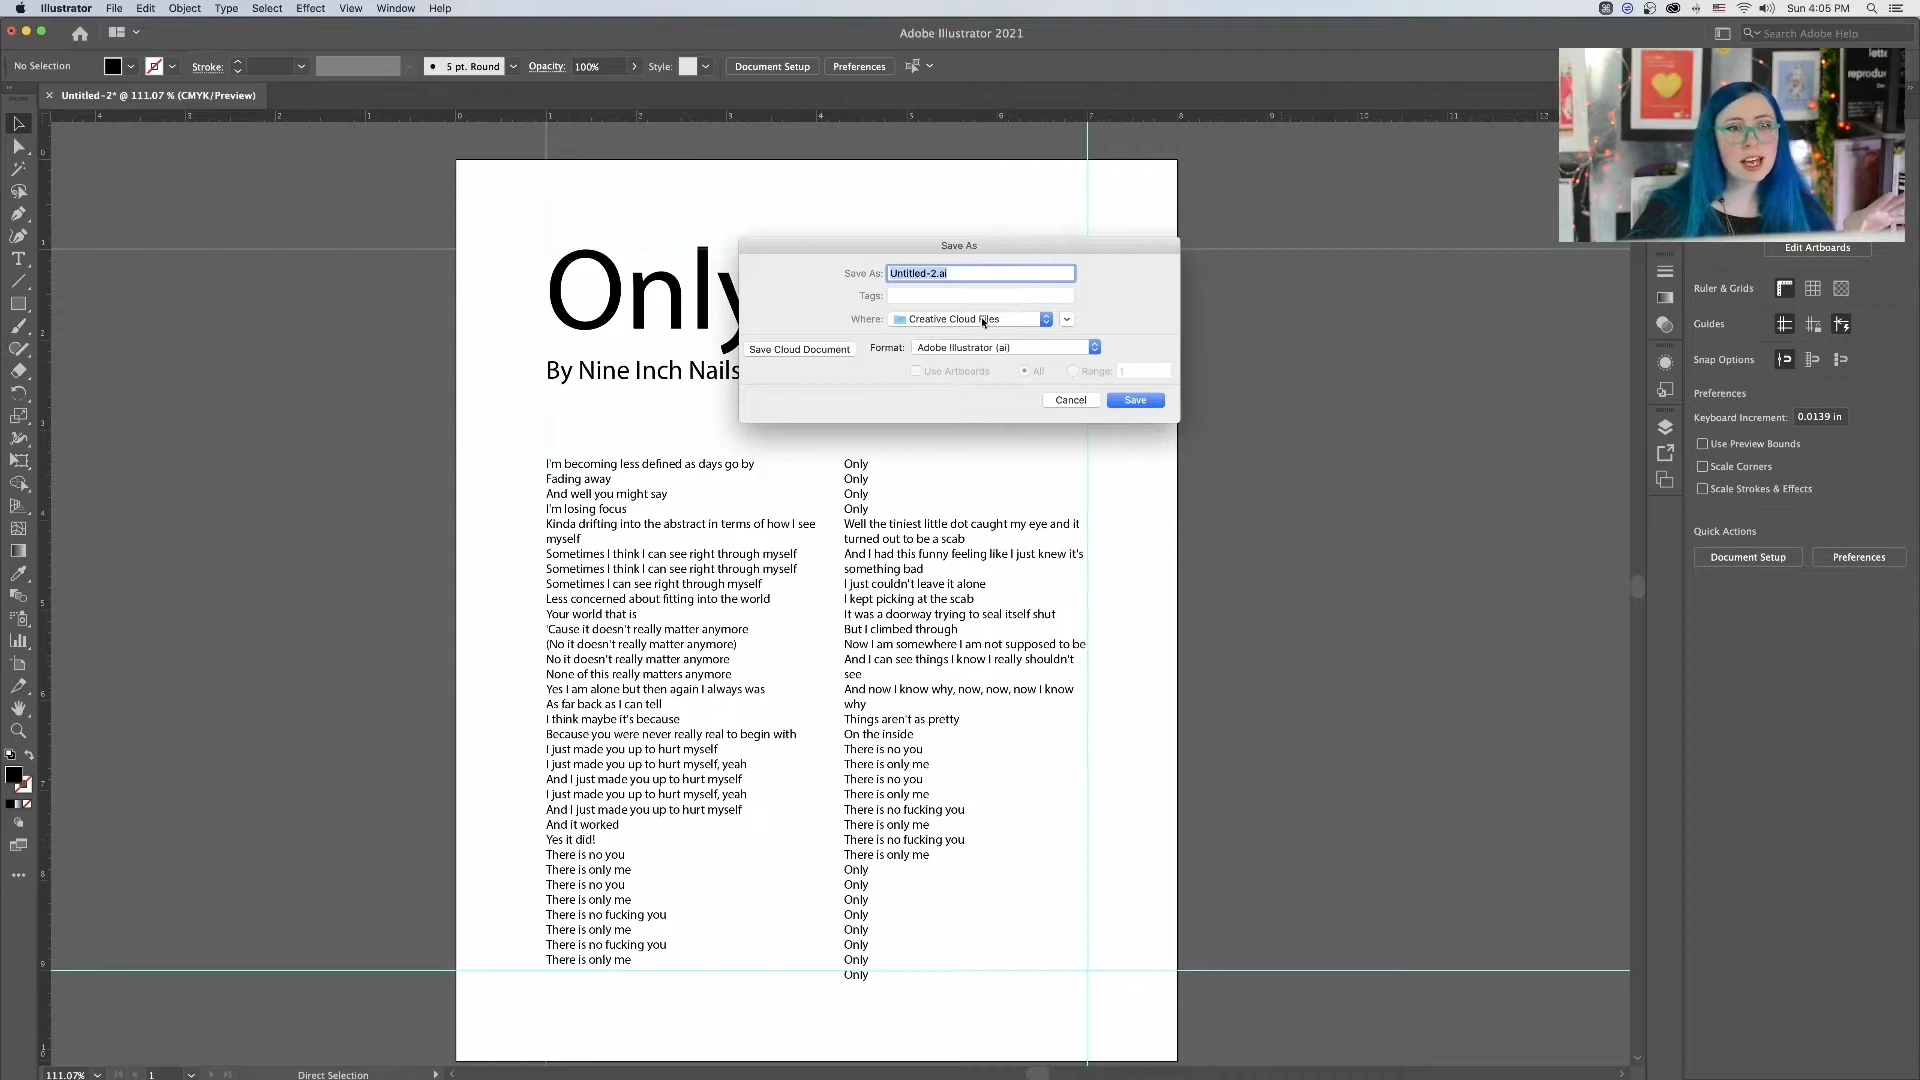 Illustrator File Edit Object Type Select Effect View Window Help
Sun 4:05 PM
Adobe Illustrator 2021
Search Adobe Help
No Selection
Stroke:
5 pt. Round
Opacity: 100%
Style:
Document Setup
Preferences
Untitled-2* @ 111.07 % (CMYK/Preview)
4 3 2 1 0 1 2 3 4 5 6 7 8 9 10 11 12
Only
By Nine Inch Nails
Save As
Save As: Untitled-2.ai
Tags:
Where: Creative Cloud Files
Save Cloud Document
Format: Adobe Illustrator (ai)
Use Artboards All Range: 1
Cancel Save
I'm becoming less defined as days go by
Fading away
And well you might say
I'm losing focus
Kinda drifting into the abstract in terms of how I see
myself
Sometimes I think I can see right through myself
Sometimes I think I can see right through myself
Sometimes I can see right through myself
Less concerned about fitting into the world
Your world that is
'Cause it doesn't really matter anymore
(No it doesn't really matter anymore)
No it doesn't really matter anymore
None of this really matters anymore
Yes I am alone but then again I always was
As far back as I can tell
I think maybe it's because
Because you were never really real to begin with
I just made you up to hurt myself
I just made you up to hurt myself, yeah
And I just made you up to hurt myself
I just made you up to hurt myself, yeah
And I just made you up to hurt myself
And it worked
Yes it did!
There is no you
There is only me
There is no you
There is only me
There is no fucking you
There is only me
There is no fucking you
There is only me
Only
Only
Only
Only
Well the tiniest little dot caught my eye and it
turned out to be a scab
And I had this funny feeling like I just knew it's
something bad
I just couldn't leave it alone
I kept picking at the scab
It was a doorway trying to seal itself shut
But I climbed through
Now I am somewhere I am not supposed to be
And I can see things I know I really shouldn't
see
And now I know why, now, now, now I know
why
Things aren't as pretty
On the inside
There is no you
There is only me
There is no you
There is only me
There is no fucking you
There is only me
There is no fucking you
There is only me
Only
Only
Only
Only
Only
Only
Only
Only
Edit Artboards
Ruler & Grids
Guides
Snap Options
Preferences
Keyboard Increment: 0.0139 in
Use Preview Bounds
Scale Corners
Scale Strokes & Effects
Quick Actions
Document Setup
Preferences
111.07%
1
Direct Selection